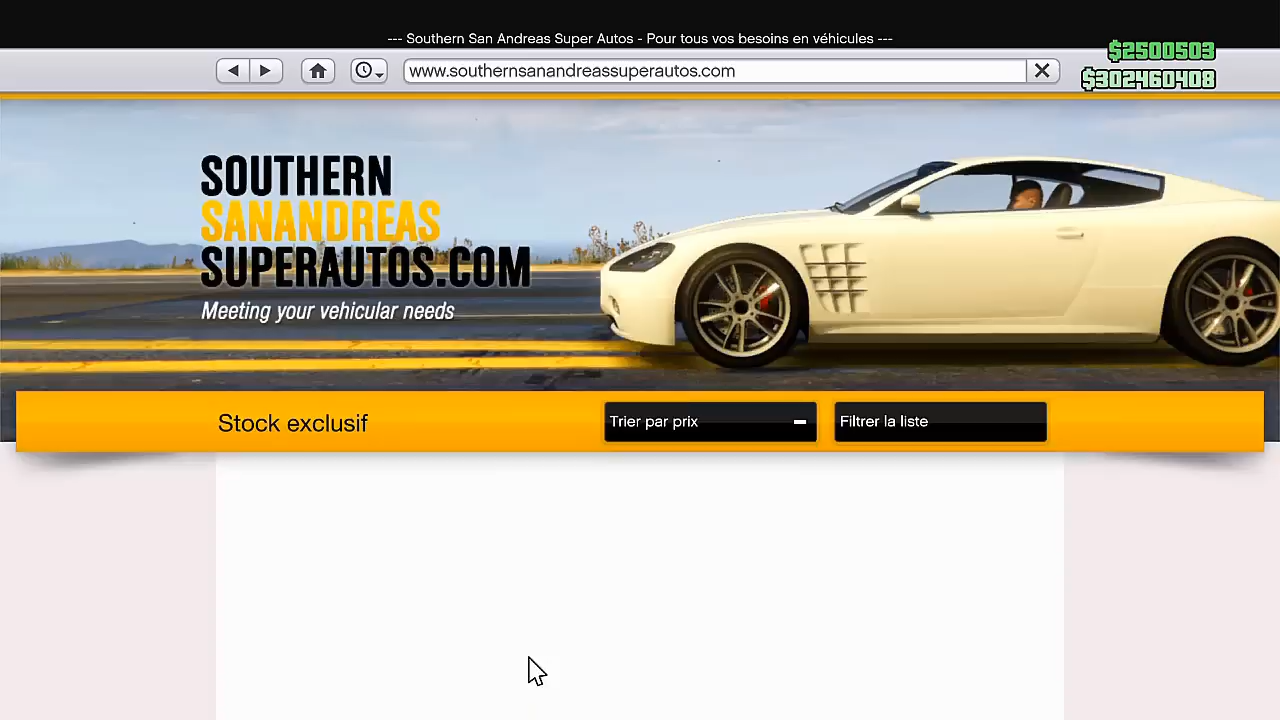 --- Southern San Andreas Super Autos - Pour tous vos besoins en véhicules ---
$2500503
www.southernsanandreassuperautos.com
$302460408
SOUTHERN
SANANDREAS
SUPERAUTOS.COM
Meeting your vehicular needs
Stock exclusif
Trier par prix
Filtrer la liste